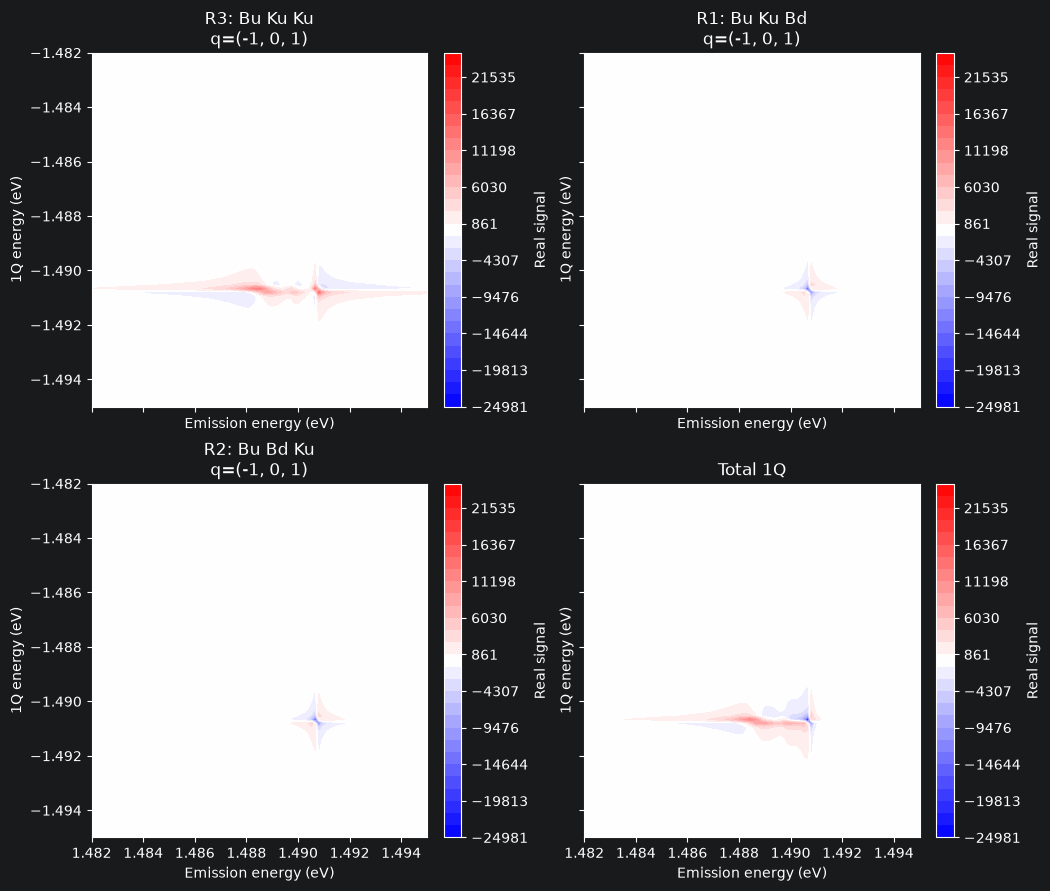 R3: Bu Ku Ku
q=(-1, 0, 1)
−1.482
−1.484
−1.486
−1.488
−1.490
−1.492
−1.494
1Q energy (eV)
Emission energy (eV)
21535
16367
11198
6030
861
−4307
−9476
−14644
−19813
−24981
Real signal
R1: Bu Ku Bd
q=(-1, 0, 1)
1Q energy (eV)
Emission energy (eV)
21535
16367
11198
6030
861
−4307
−9476
−14644
−19813
−24981
Real signal
R2: Bu Bd Ku
q=(-1, 0, 1)
−1.482
−1.484
−1.486
−1.488
−1.490
−1.492
−1.494
1Q energy (eV)
1.482 1.484 1.486 1.488 1.490 1.492 1.494
Emission energy (eV)
21535
16367
11198
6030
861
−4307
−9476
−14644
−19813
−24981
Real signal
Total 1Q
1Q energy (eV)
1.482 1.484 1.486 1.488 1.490 1.492 1.494
Emission energy (eV)
21535
16367
11198
6030
861
−4307
−9476
−14644
−19813
−24981
Real signal